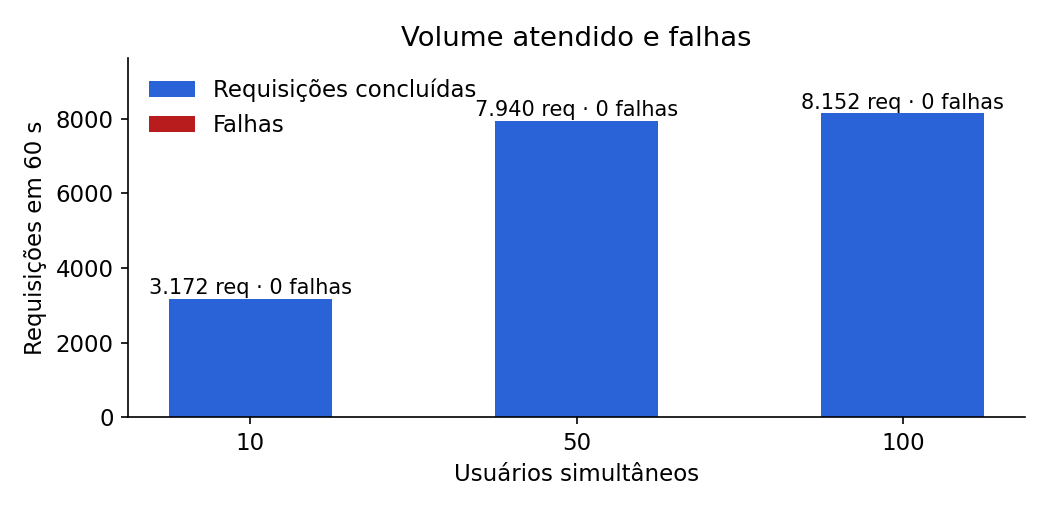 Volume atendido e falhas
Requisições concluídas
Falhas
7.940 req · 0 falhas
8.152 req · 0 falhas
3.172 req · 0 falhas
Requisições em 60 s
8000
6000
4000
2000
0
10
50
100
Usuários simultâneos